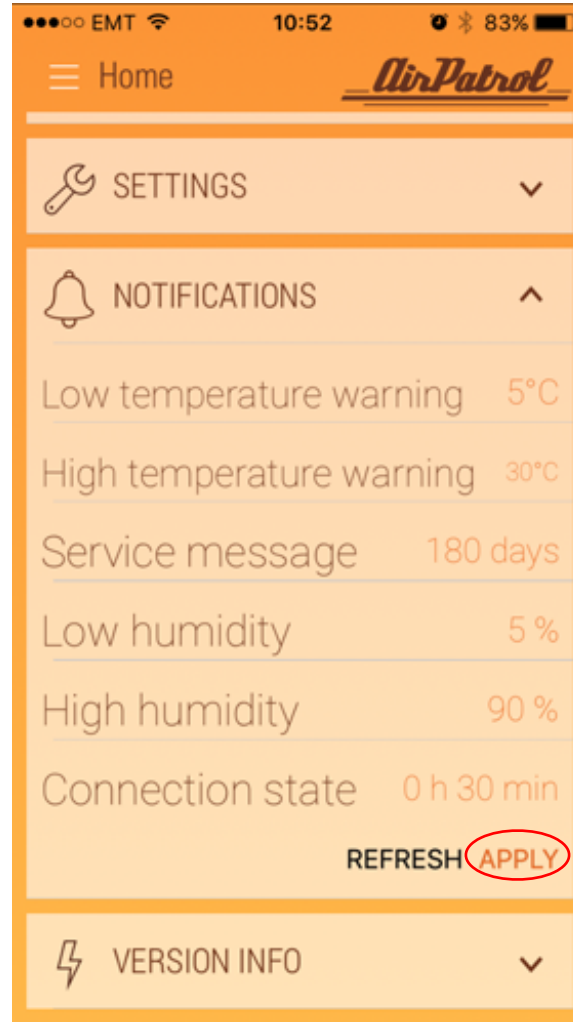 EMT 10:52 83%
Home AirPatrol
SETTINGS
NOTIFICATIONS
Low temperature warning 5°C
High temperature warning 30°C
Service message 180 days
Low humidity 5 %
High humidity 90 %
Connection state 0 h 30 min
REFRESH APPLY
VERSION INFO